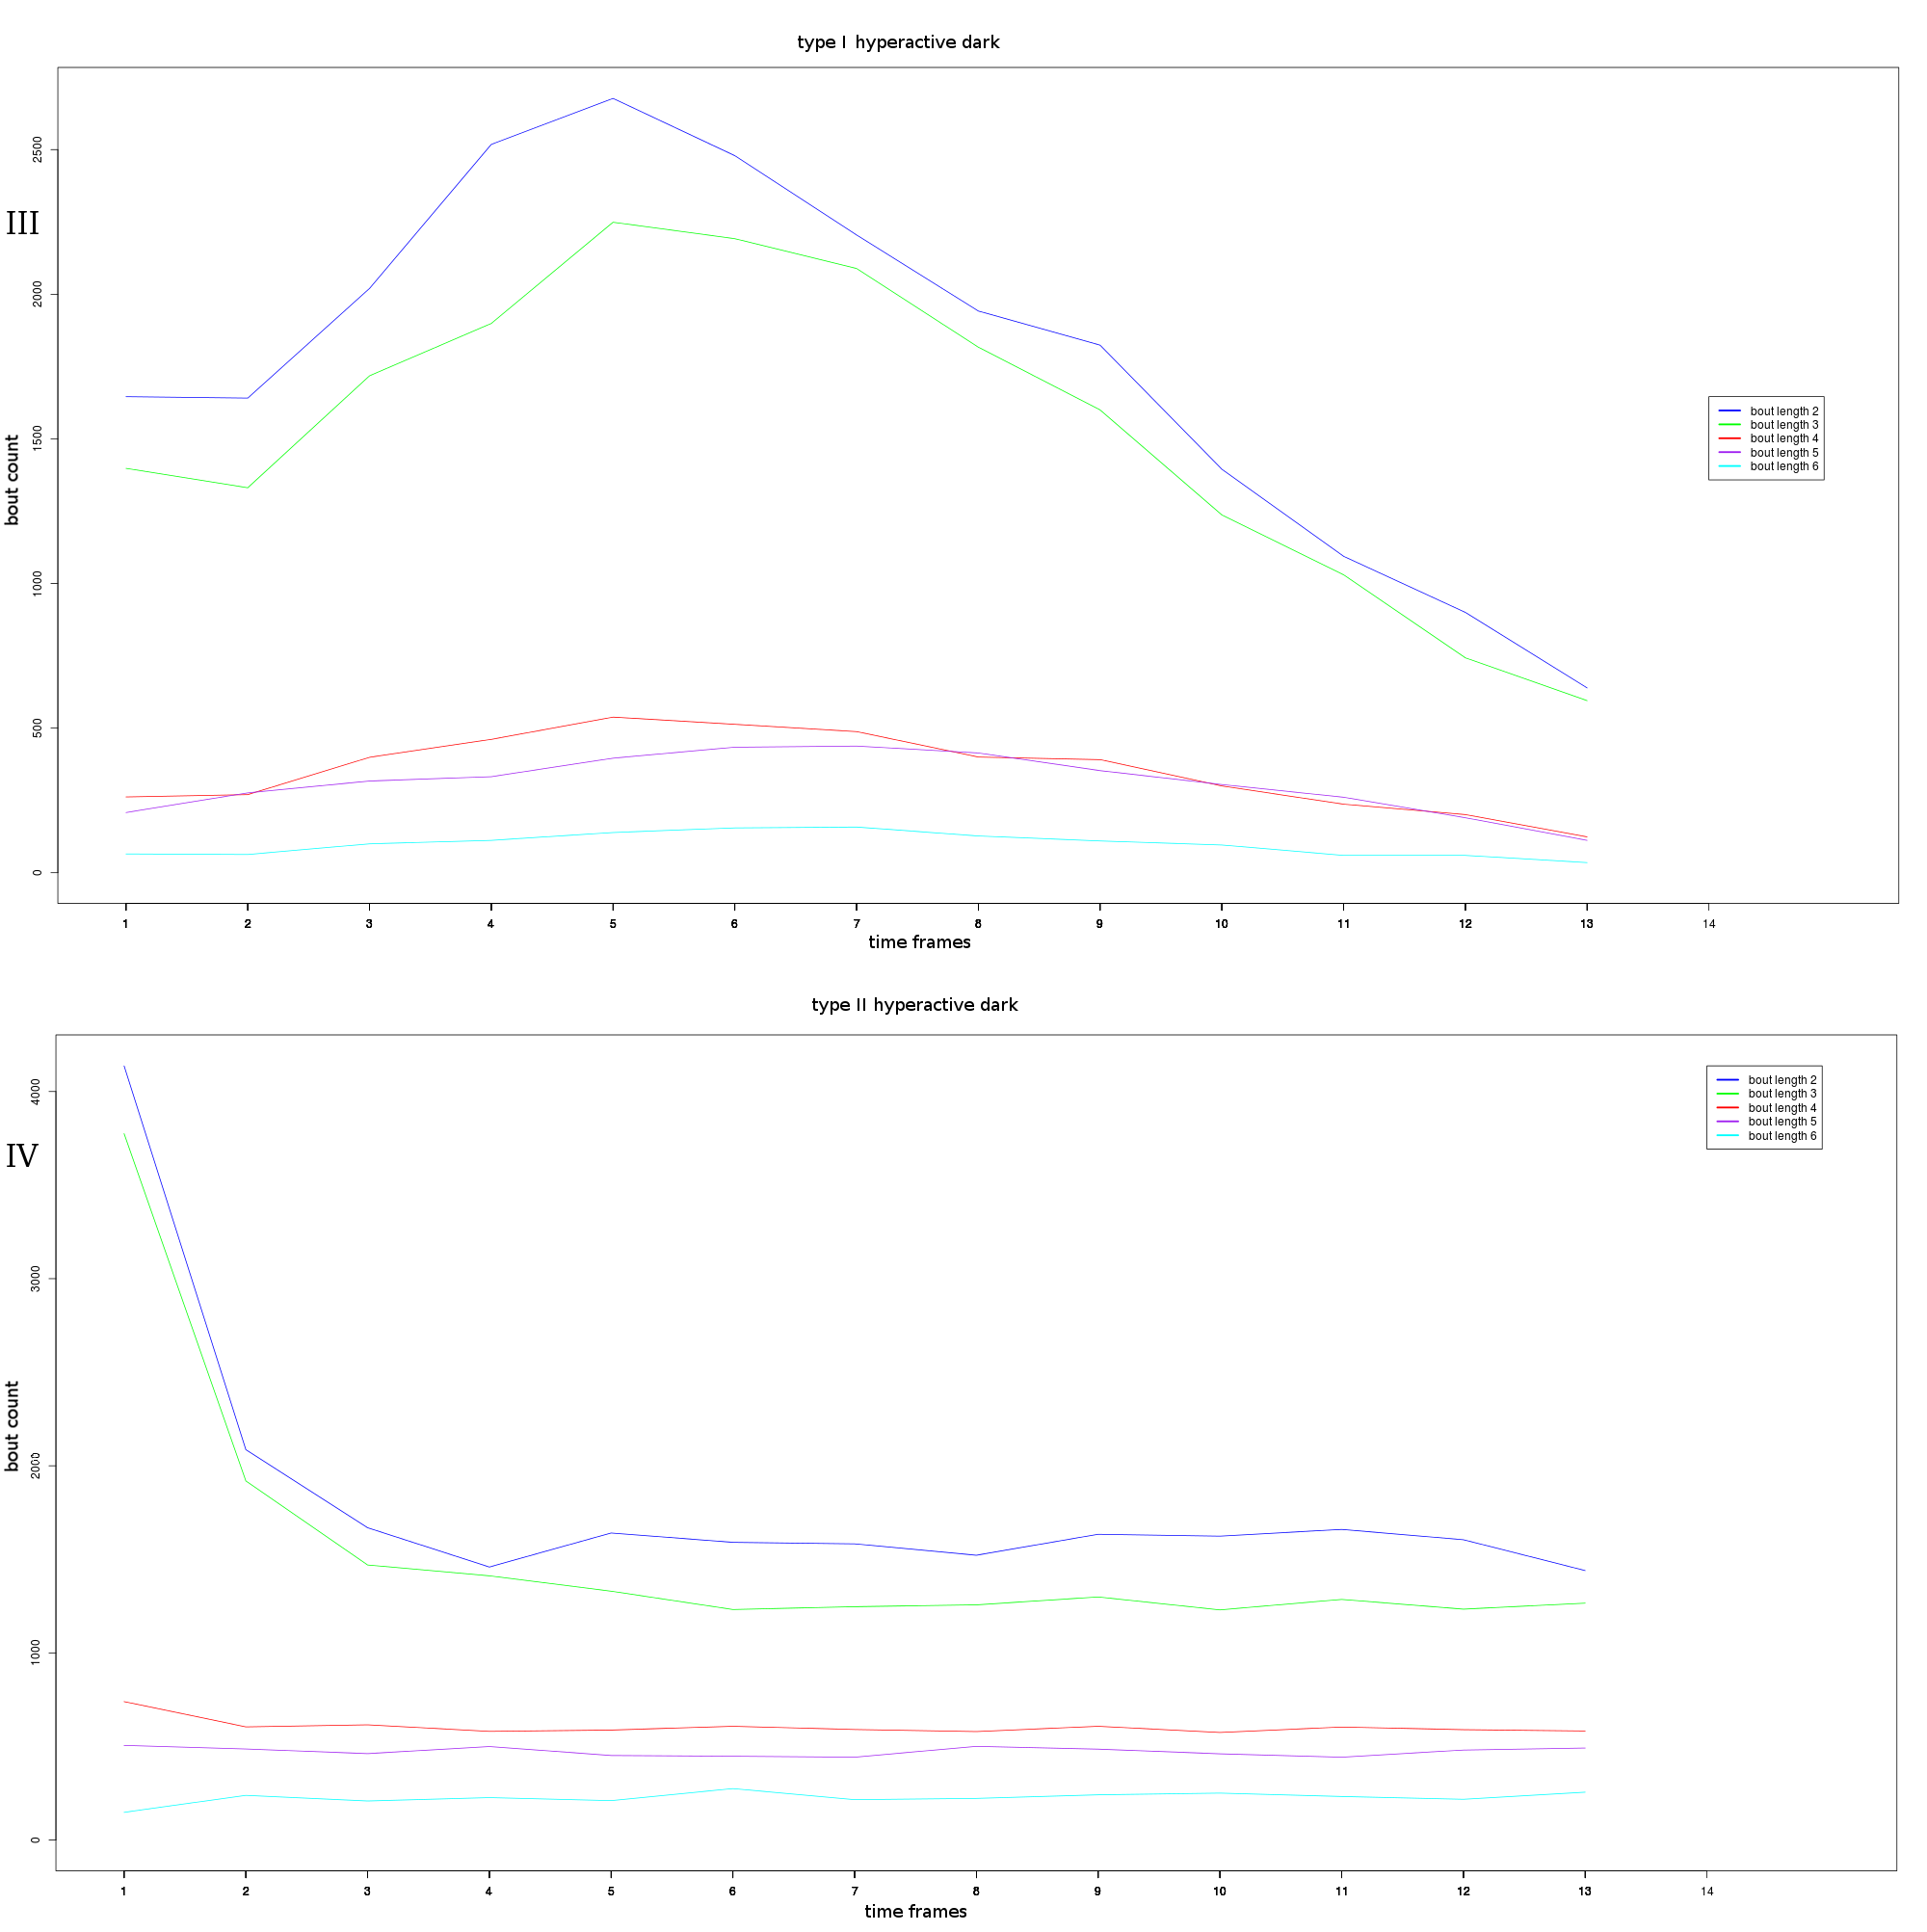 type I hyperactive dark
III
bout count
2500
2000
1500
1000
500
0
bout length 2
bout length 3
bout length 4
bout length 5
bout length 6
1 2 3 4 5 6 7 8 9 10 11 12 13 14
time frames
type II hyperactive dark
IV
bout count
4000
3000
2000
1000
0
bout length 2
bout length 3
bout length 4
bout length 5
bout length 6
1 2 3 4 5 6 7 8 9 10 11 12 13 14
time frames